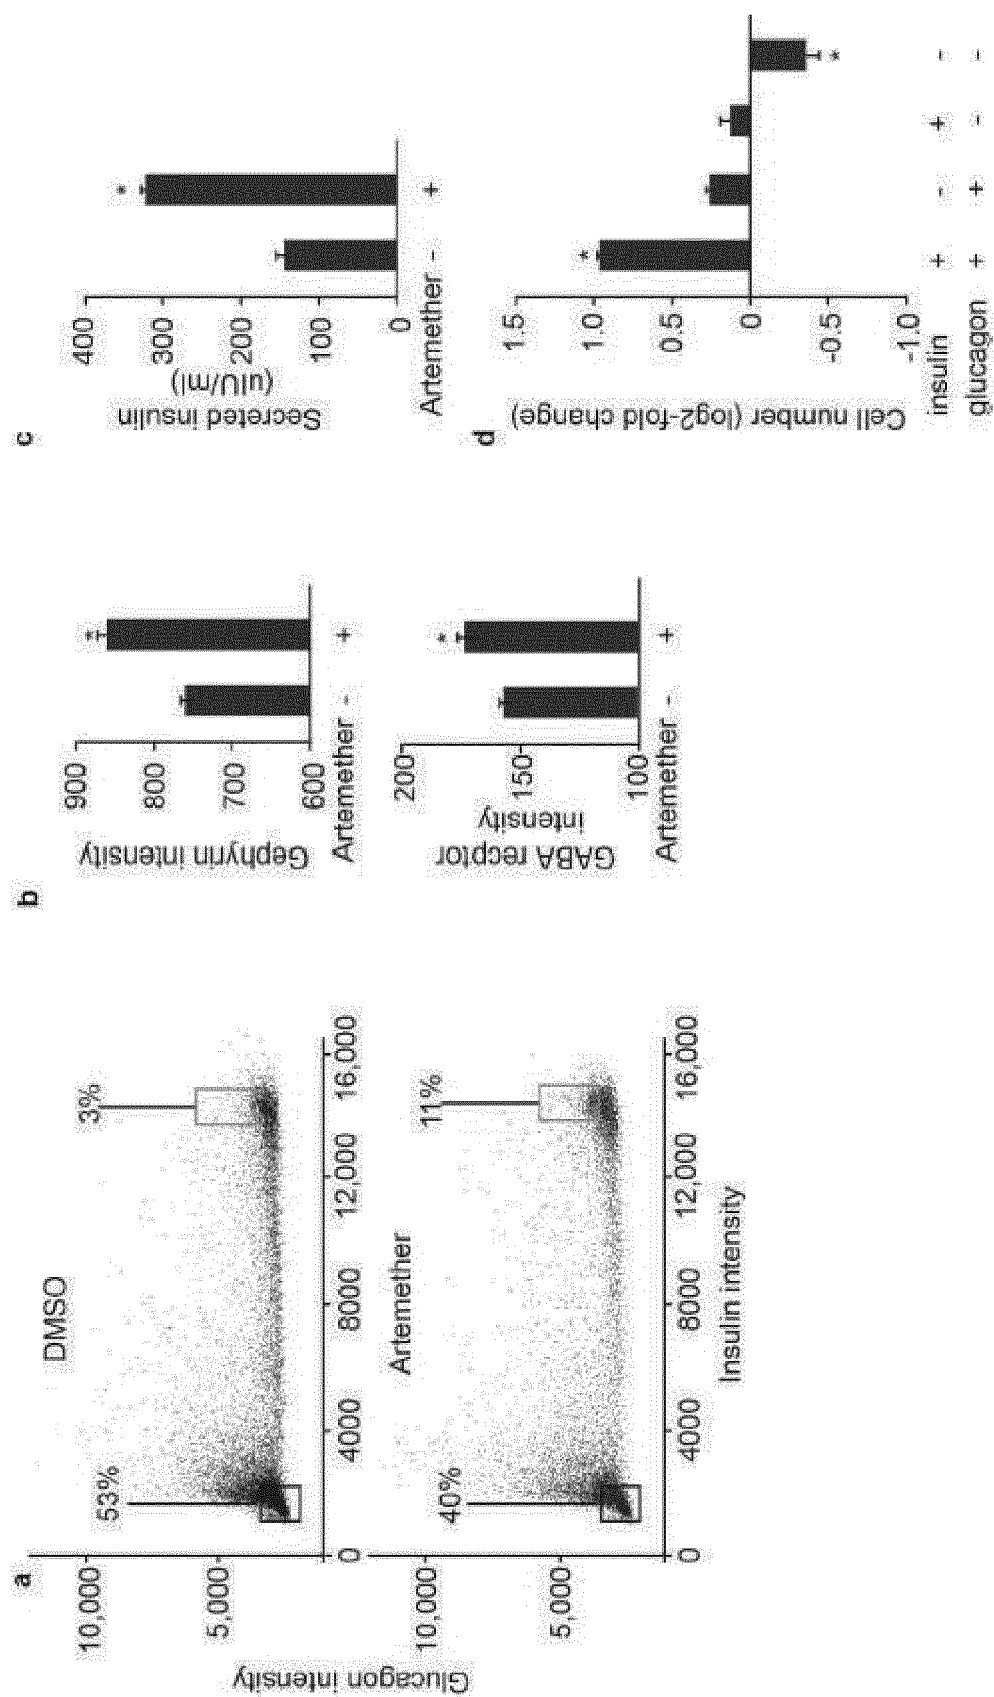 a
Glucagon intensity
10,000
5,000
DMSO
53%
3%
0
4000
8000
12,000
16,000
10,000
5,000
Artemether
40%
11%
0
4000
8000
12,000
16,000
Insulin intensity
b
Gephyrin intensity
900
800
700
600
*
Artemether - +
GABA recptor
intensity
200
150
100
*
Artemether - +
c
Secreted insulin
(uIU/ml)
400
300
200
100
0
*
Artemether - +
d
Cell number (log2-fold change)
1.5
1.0
0.5
0
-0.5
-1.0
*
*
insulin + - + -
glucagon + + - -